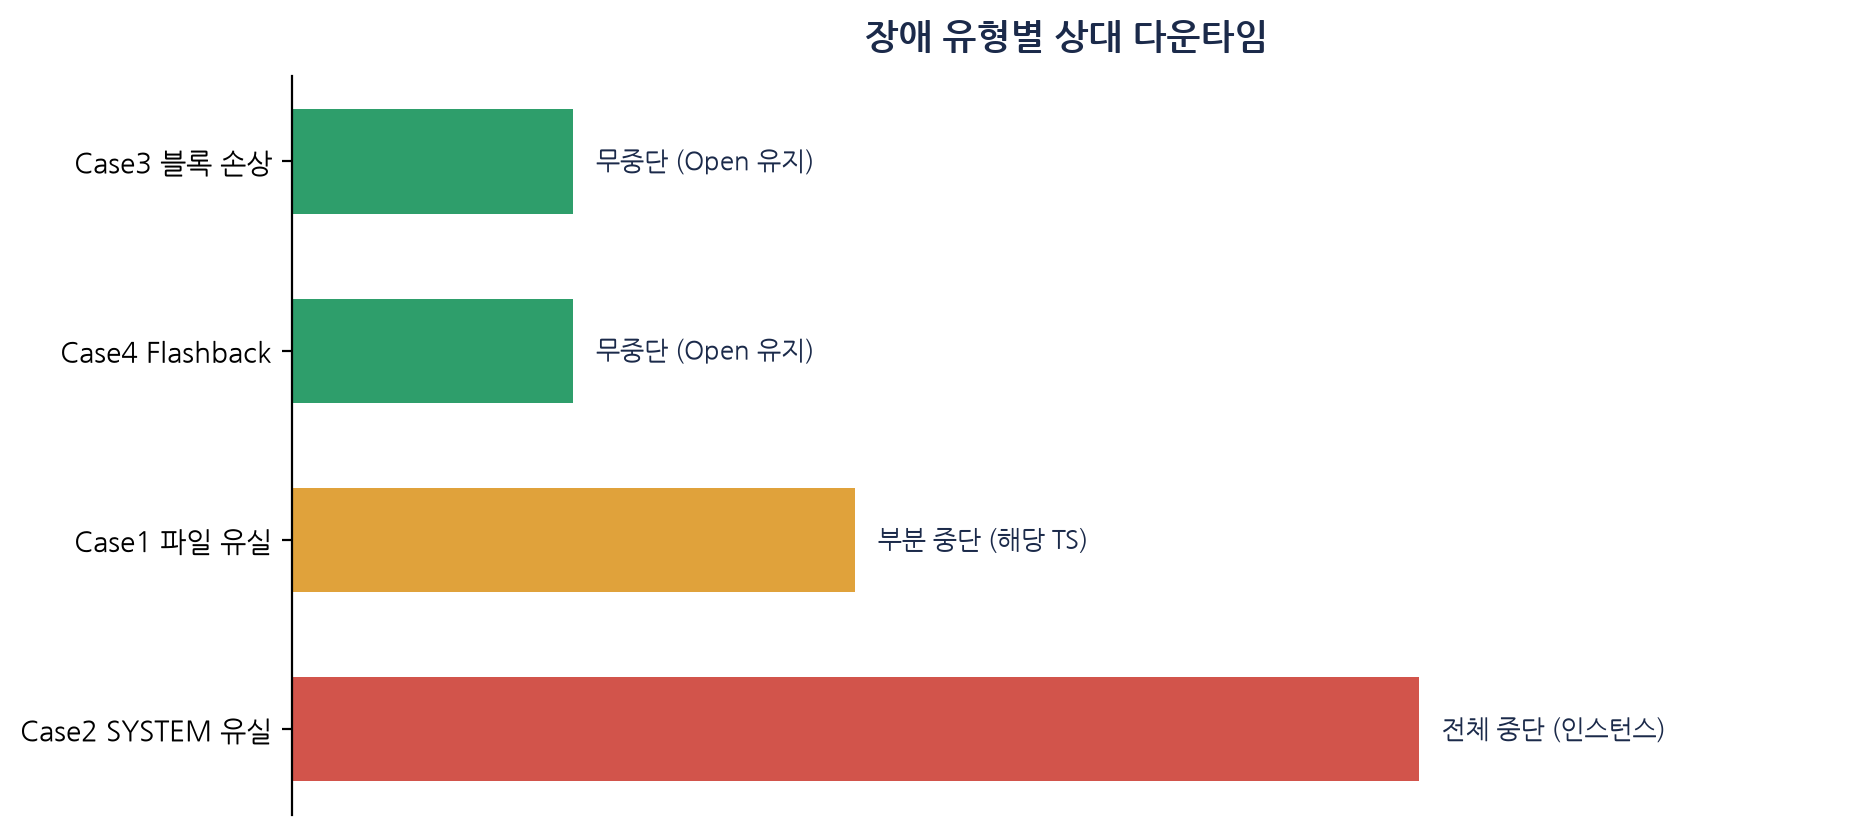 장애 유형별 상대 다운타임
Case3 블록 손상
무중단 (Open 유지)
Case4 Flashback
무중단 (Open 유지)
Case1 파일 유실
부분 중단 (해당 TS)
Case2 SYSTEM 유실
전체 중단 (인스턴스)